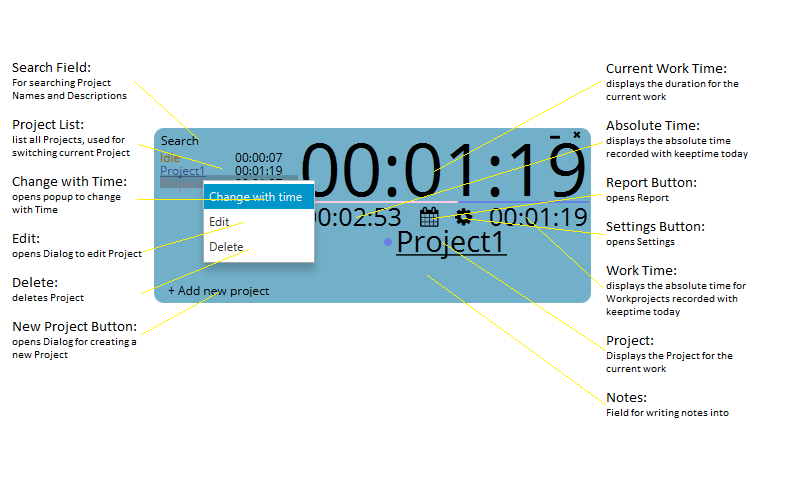 Search Field:
For searching Project
Names and Descriptions
Project List:
list all Projects, used for
switching current Project
Change with Time:
opens popup to change
with Time
Edit:
opens Dialog to edit Project
Delete:
deletes Project
New Project Button:
opens Dialog for creating a
new Project
Search
Idle 00:00:07
Project1 00:01:19
Change with time
Edit
Delete
+ Add new project
00:01:19
00:02:53 00:01:19
Project1
Current Work Time:
displays the duration for the
current work
Absolute Time:
displays the absolute time
recorded with keeptime today
Report Button:
opens Report
Settings Button:
opens Settings
Work Time:
displays the absolute time for
Workprojects recorded with
keeptime today
Project:
Displays the Project for the
current work
Notes:
Field for writing notes into